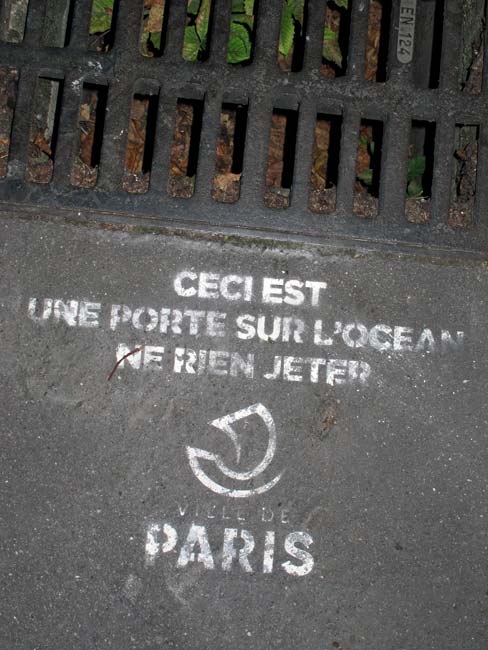 EN 124
CECI EST
UNE PORTE SUR L'OCEAN
NE RIEN JETER
VILLE DE
PARIS